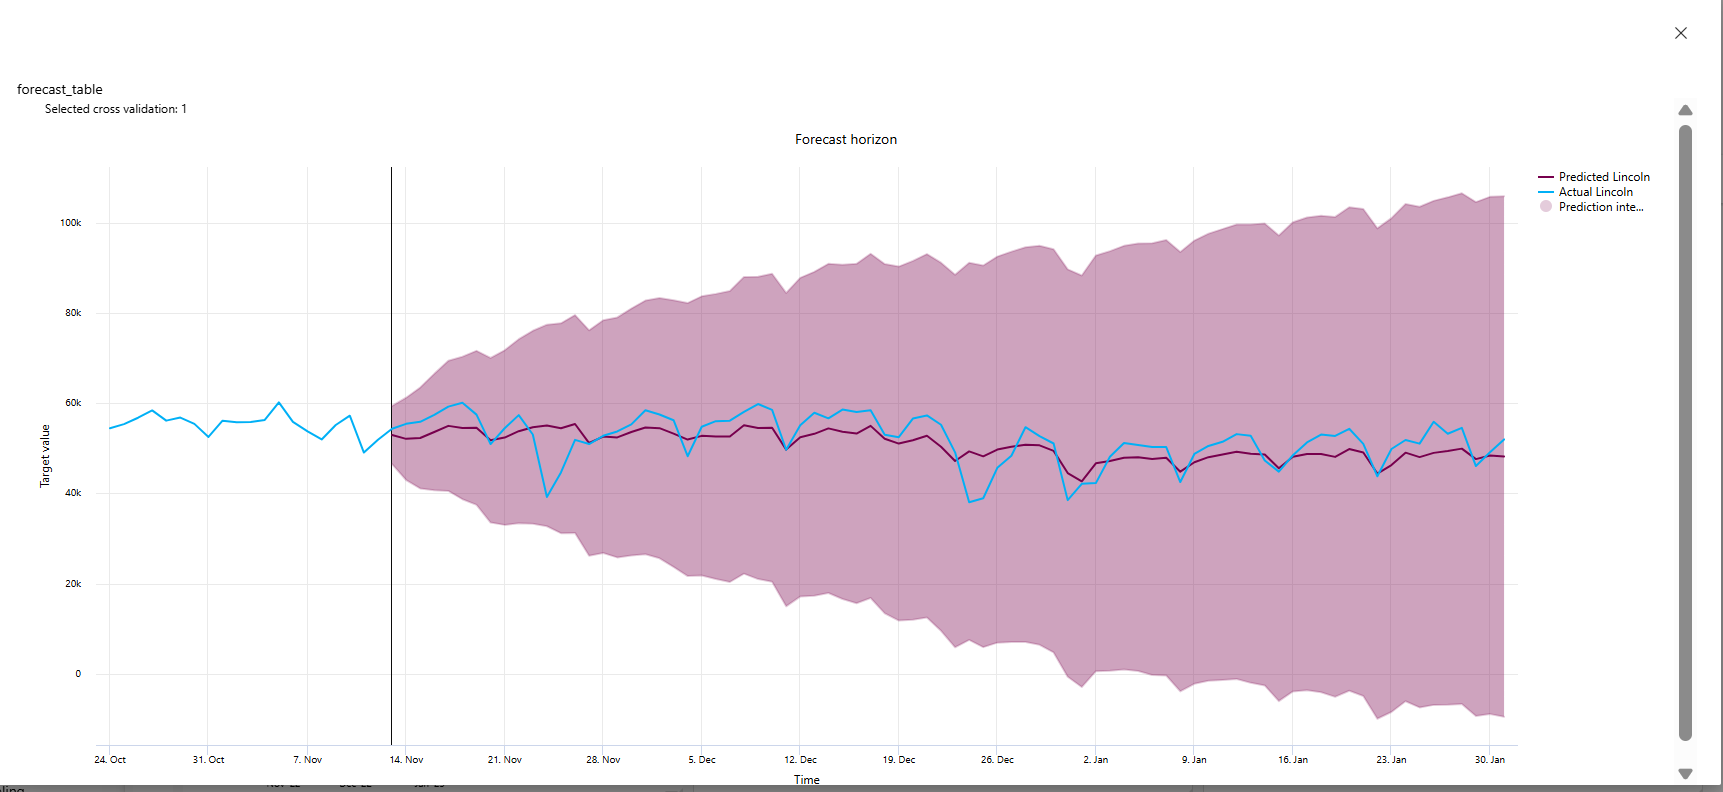 forecast_table
Selected cross validation: 1
Forecast horizon
Predicted Lincoln
Actual Lincoln
Prediction inte...
100k
80k
60k
40k
20k
0
Target value
24. Oct 31. Oct 7. Nov 14. Nov 21. Nov 28. Nov 5. Dec 12. Dec 19. Dec 26. Dec 2. Jan 9. Jan 16. Jan 23. Jan 30. Jan
Time